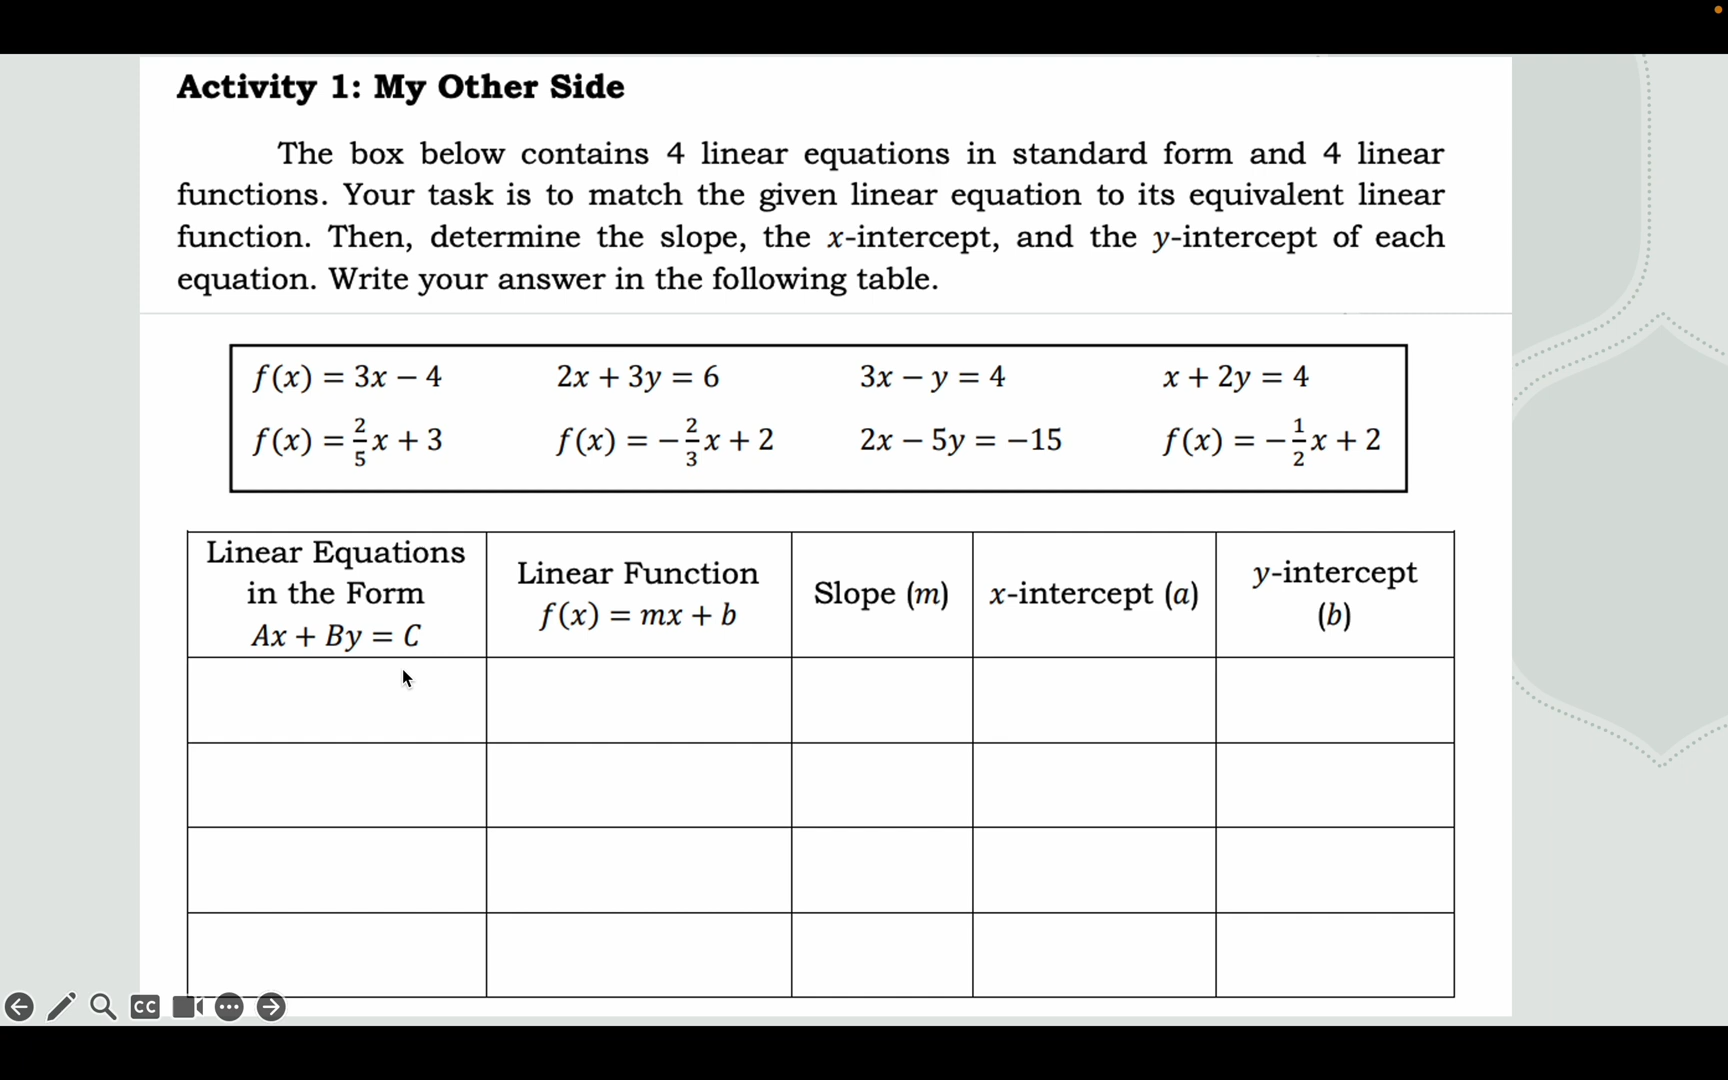 Activity 1: My Other Side
The box below contains 4 linear equations in standard form and 4 linear
functions. Your task is to match the given linear equation to its equivalent linear
function. Then, determine the slope, the x-intercept, and the y-intercept of each
equation. Write your answer in the following table.
f(x) = 3x − 4 2x + 3y = 6 3x − y = 4 x + 2y = 4
f(x) = 2/5 x + 3 f(x) = − 2/3 x + 2 2x − 5y = −15 f(x) = − 1/2 x + 2
Linear Equations
in the Form
Ax + By = C
Linear Function
f(x) = mx + b
Slope (m)
x-intercept (a)
y-intercept
(b)
CC